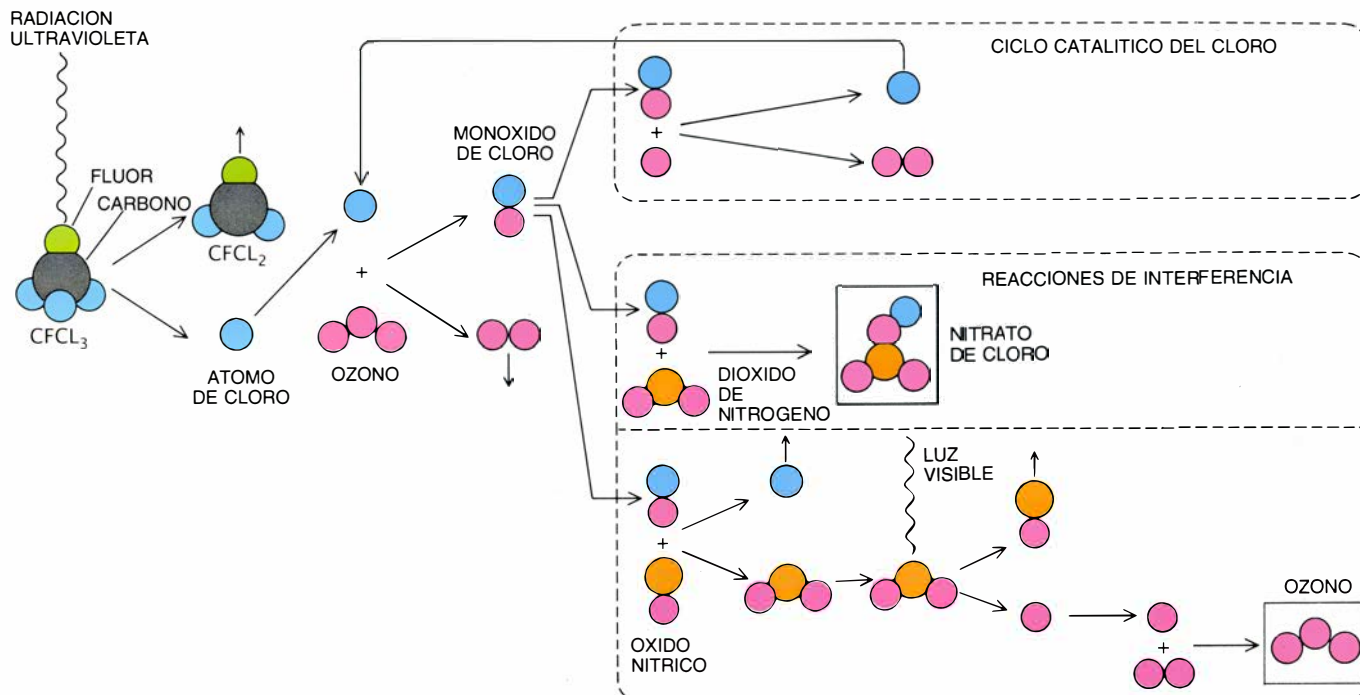 RADIACION
ULTRAVIOLETA
FLUOR
CARBONO
CFCL₃
CFCL₂
ATOMO
DE CLORO
+
OZONO
MONOXIDO
DE CLORO
CICLO CATALITICO DEL CLORO
+
REACCIONES DE INTERFERENCIA
+
DIOXIDO
DE
NITROGENO
NITRATO
DE CLORO
+
OXIDO
NITRICO
LUZ
VISIBLE
+
OZONO